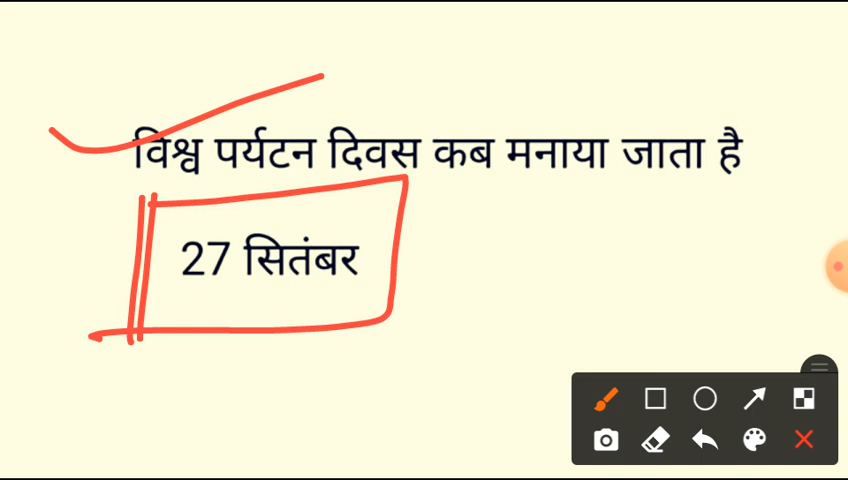 विश्व पर्यटन दिवस कब मनाया जाता है
27 सितंबर